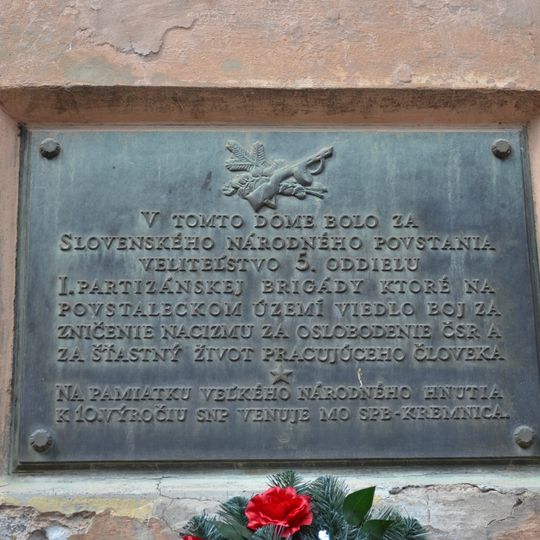 V TOMTO DOME BOLO ZA
SLOVENSKÉHO NÁRODNÉHO POVSTANIA
VELITEĽSTVO 5. ODDIELU
I. PARTIZÁNSKEJ BRIGÁDY KTORÉ NA
POVSTALECKOM ÚZEMÍ VIEDLO BOJ ZA
ZNIČENIE NACIZMU ZA OSLOBODENIE ČSR A
ZA ŠŤASTNÝ ŽIVOT PRACUJÚCEHO ČLOVEKA
NA PAMIATKU VEĽKÉHO NÁRODNÉHO HNUTIA
K 10. VÝROČIU SNP VENUJE MO SPB-KREMNICA.